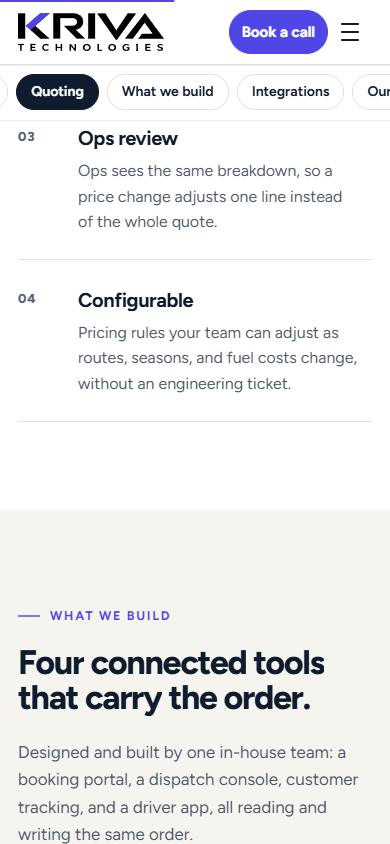 KRIVA
TECHNOLOGIES
Book a call
Quoting
What we build
Integrations
Our
03
Ops review
Ops sees the same breakdown, so a
price change adjusts one line instead
of the whole quote.
04
Configurable
Pricing rules your team can adjust as
routes, seasons, and fuel costs change,
without an engineering ticket.
WHAT WE BUILD
Four connected tools
that carry the order.
Designed and built by one in-house team: a
booking portal, a dispatch console, customer
tracking, and a driver app, all reading and
writing the same order.